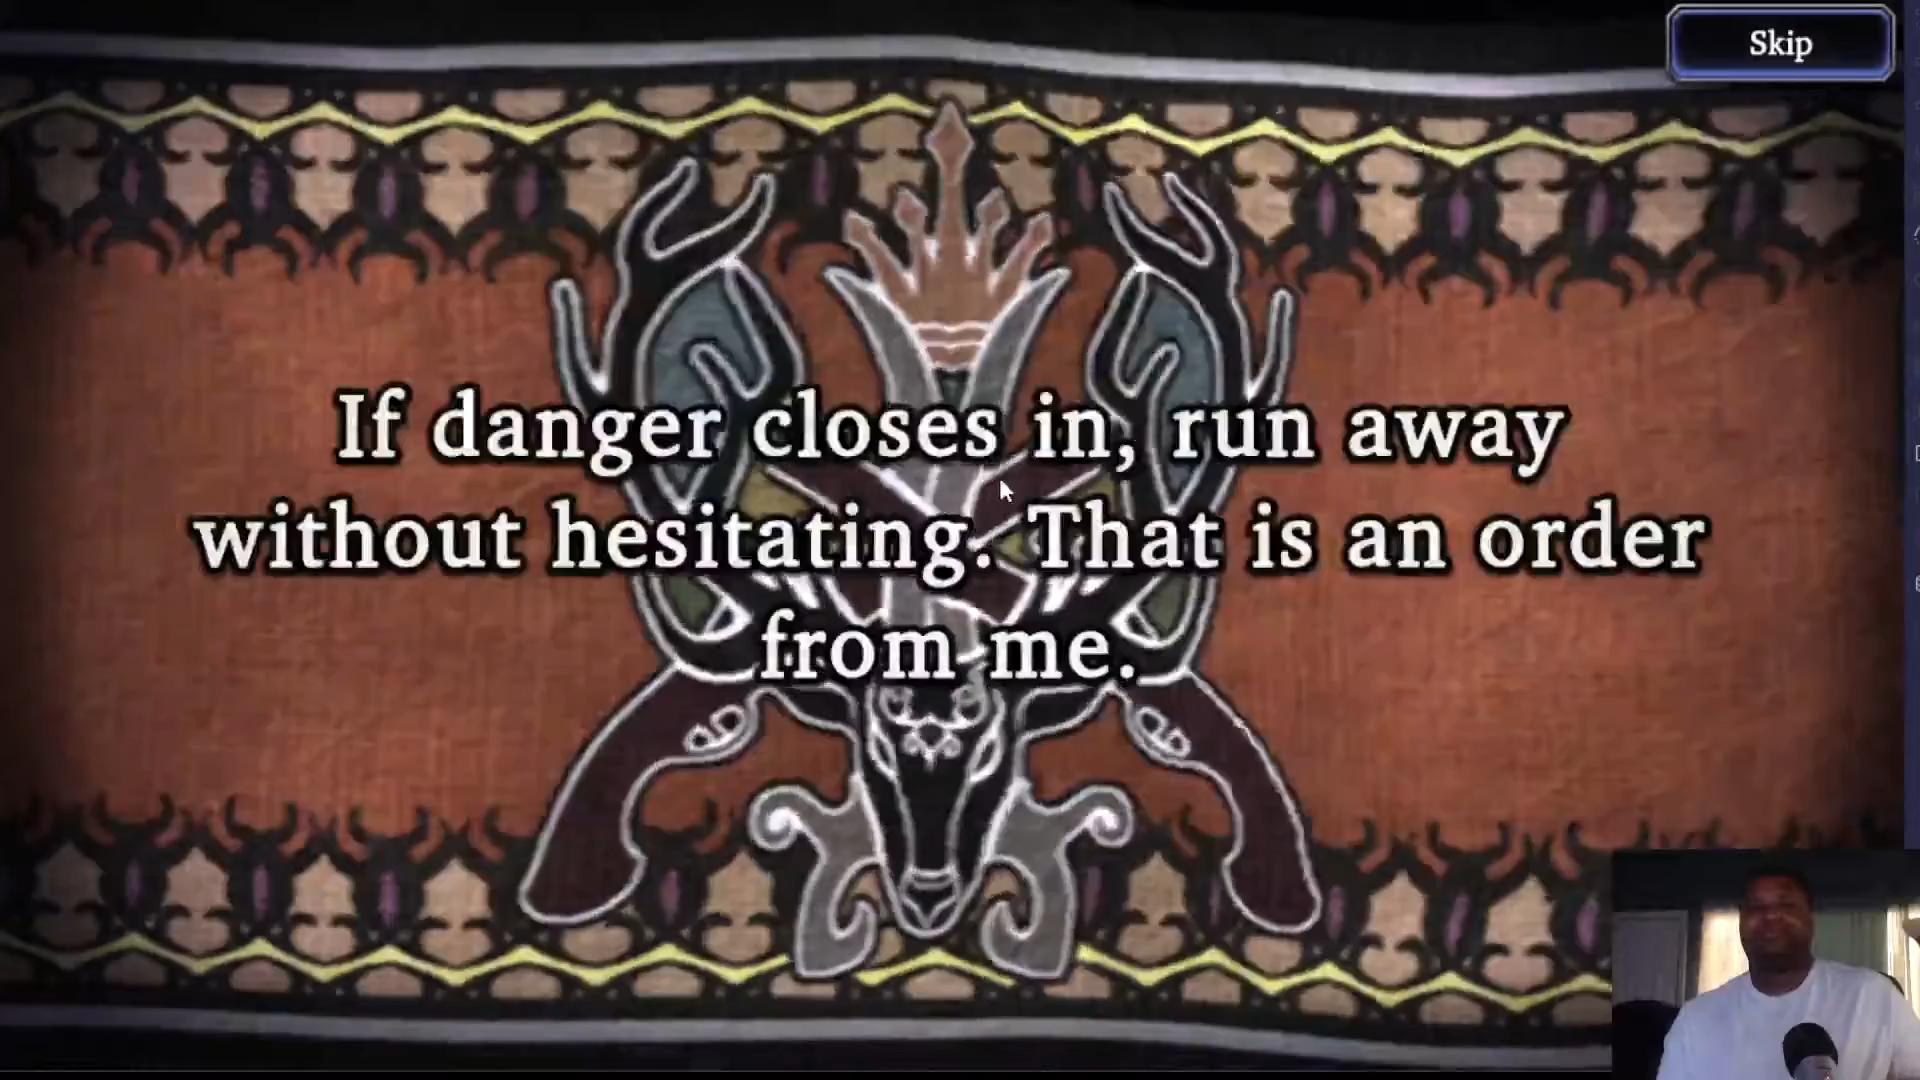 Skip
If danger closes in, run away
without hesitating. That is an order
from me.